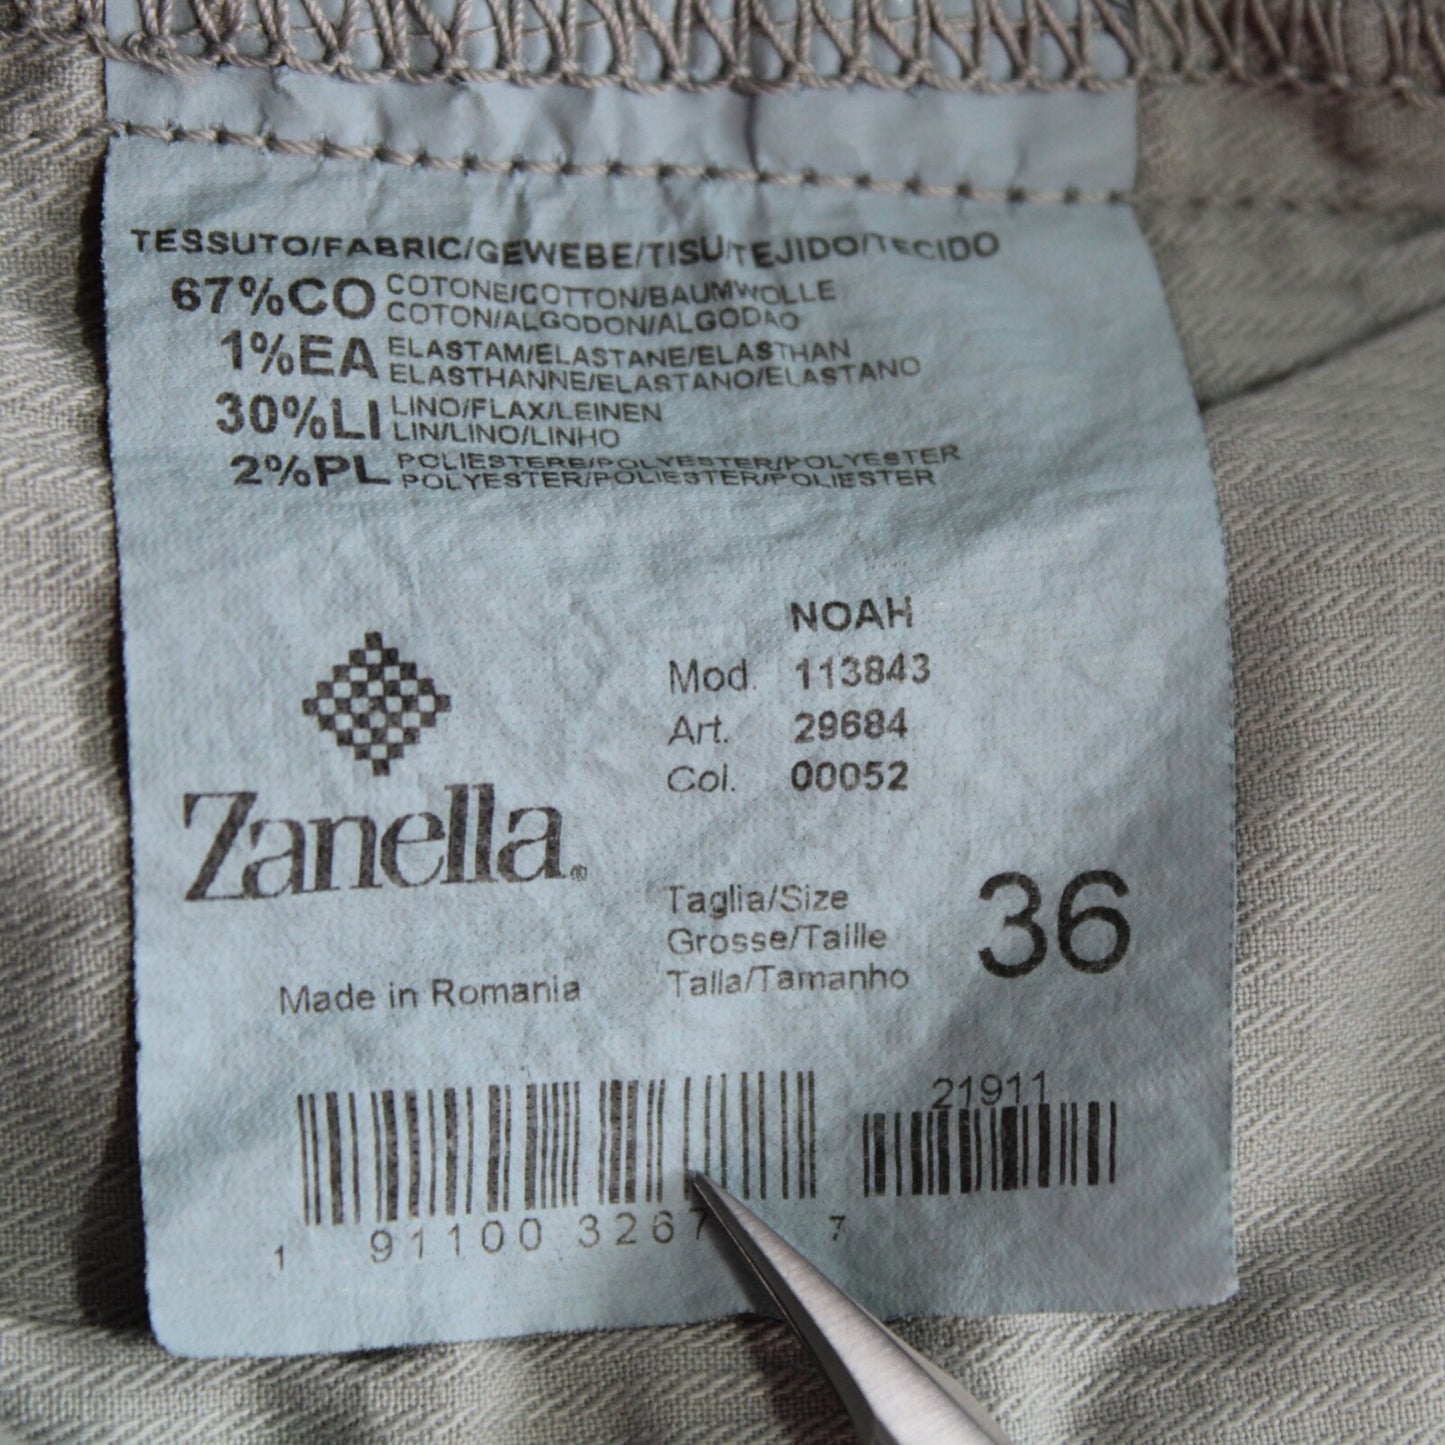 TESSUTO/FABRIC/GEWEBE/TISU/TEJIDO/TECIDO
67%CO COTONE/COTTON/BAUMWOLLE
COTON/ALGODON/ALGODAO
1%EA ELASTAM/ELASTANE/ELASTHAN
ELASTHANNE/ELASTANO/ELASTANO
30%LI LINO/FLAX/LEINEN
LIN/LINO/LINHO
2%PL POLIESTERE/POLYESTER/POLYESTER
POLYESTER/POLIESTER/POLIESTER
NOAH
Mod. 113843
Art. 29684
Col. 00052
Zanella®
Taglia/Size
Grosse/Taille
Talla/Tamanho
36
Made in Romania
21911
1 91100 3267 7